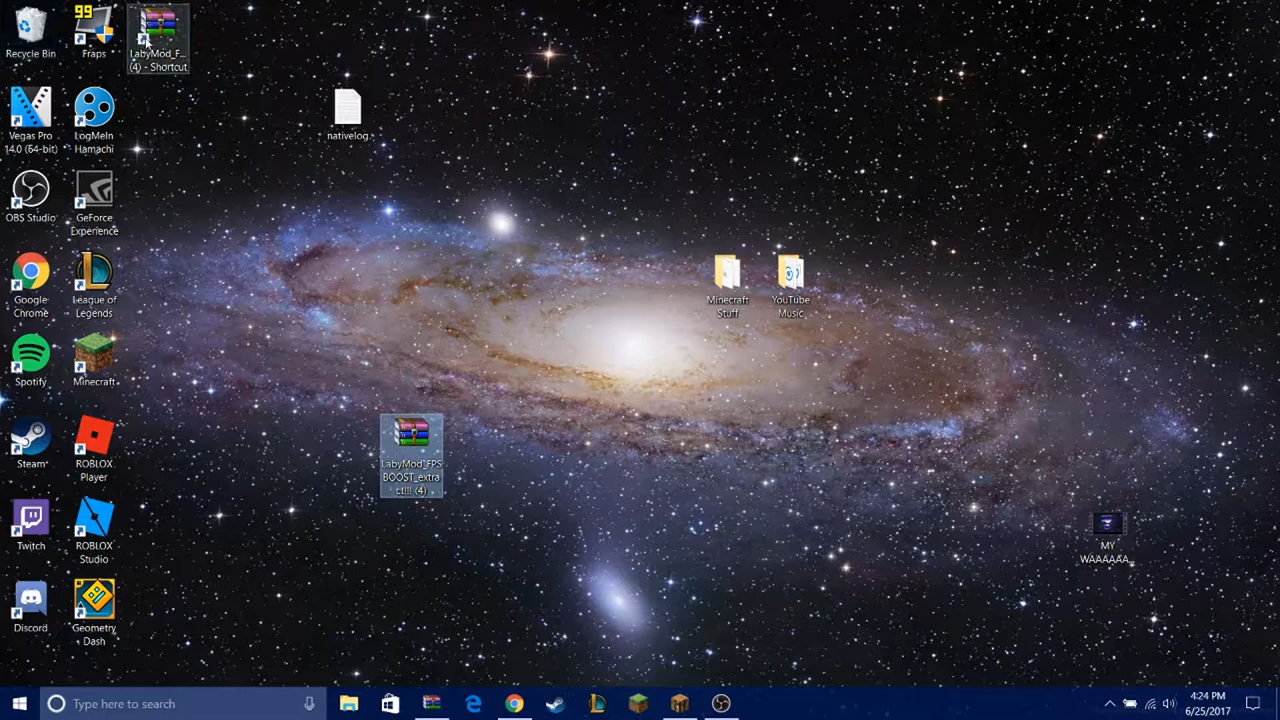 Recycle Bin
99
Fraps
LabyMod_F...
(4) - Shortcut
nativelog
Vegas Pro
14.0 (64-bit)
LogMeIn
Hamachi
OBS Studio
GeForce
Experience
Google
Chrome
League of
Legends
Minecraft
Stuff
YouTube
Music
Spotify
Minecraft
LabyMod_FPS
BOOST_extra
ct!!! (4)
Steam
ROBLOX
Player
Twitch
ROBLOX
Studio
MY
WAAAAAA...
Discord
Geometry
Dash
Type here to search
4:24 PM
6/25/2017